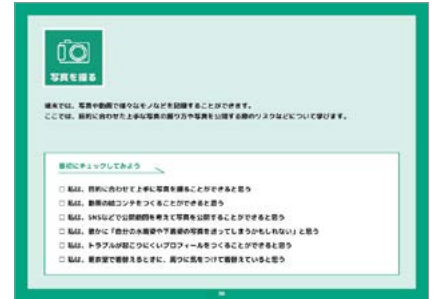 写真を撮る
端末では、写真や動画で様々なモノなどを記録することができます。
ここでは、目的に合わせた上手な写真の撮り方や写真を公開する際のリスクなどについて学びます。
最初にチェックしてみよう
□ 私は、目的に合わせて上手に写真を撮ることができると思う
□ 私は、動画の絵コンテをつくることができると思う
□ 私は、SNSなどで公開範囲を考えて写真を公開することができると思う
□ 私は、誰かに「自分の水着姿や下着姿の写真を送ってしまうかもしれない」と思う
□ 私は、トラブルが起こりにくいプロフィールをつくることができると思う
□ 私は、更衣室で着替えるときに、周りに気をつけて着替えていると思う